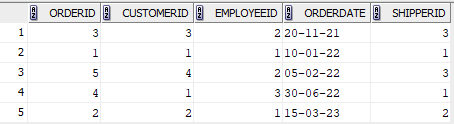 ORDERID CUSTOMERID EMPLOYEEID ORDERDATE SHIPPERID
1 3 3 2 20-11-21 3
2 1 1 1 10-01-22 1
3 5 4 2 05-02-22 3
4 4 1 3 30-06-22 1
5 2 2 1 15-03-23 2